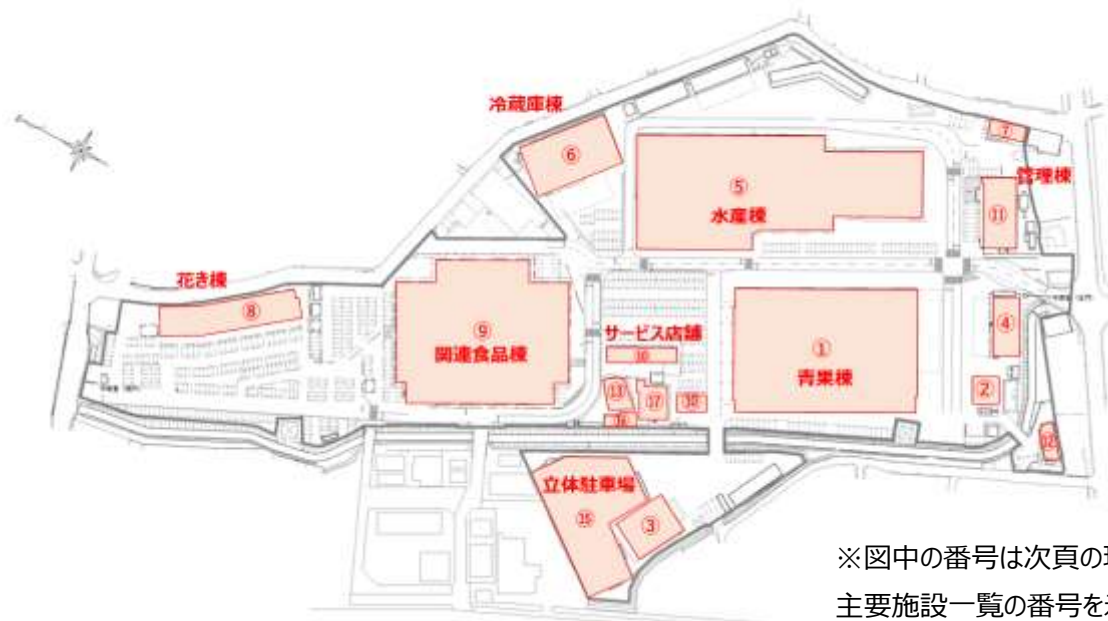 冷蔵庫棟
⑥
⑦
管理棟
⑤
水産棟
⑪
花き棟
⑧
⑨
関連食品棟
サービス店舗
⑩
①
青果棟
④
②
⑬
⑰
⑫
立体駐車場
⑮
③
※図中の番号は次頁の
主要施設一覧の番号を